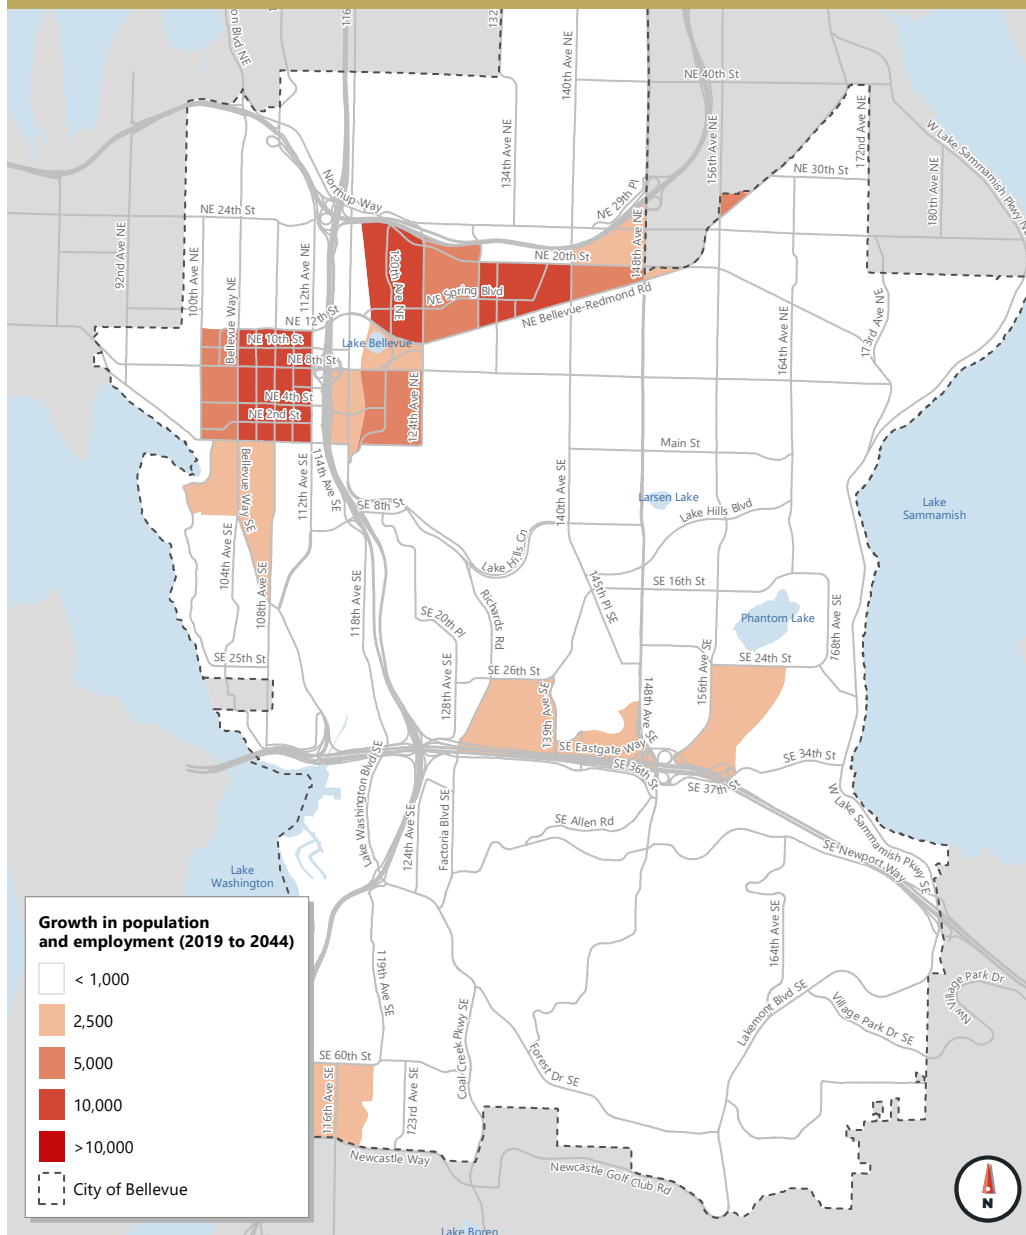 on Blvd NE
116
132
140th Ave NE
NE 40th St
134th Ave NE
156th Ave NE
172nd Ave NE
W Lake Sammamish Pkwy NE
180th Ave NE
NE 30th St
Northup Way
NE 29th Pl
NE 24th St
92nd Ave NE
100th Ave NE
Bellevue Way NE
112th Ave NE
120th Ave NE
NE 20th St
148th Ave NE
NE Spring Blvd
NE Bellevue-Redmond Rd
NE 12th St
Lake Bellevue
NE 10th St
NE 8th St
NE 4th St
NE 2nd St
124th Ave NE
164th Ave NE
173rd Ave NE
Main St
Bellevue Way SE
112th Ave SE
114th Ave SE
SE 8th St
140th Ave SE
Larsen Lake
Lake Hills Blvd
Lake
Sammamish
Lake Hills Cn
104th Ave SE
108th Ave SE
118th Ave SE
SE 20th Pl
Richards Rd
145th Pl SE
SE 16th St
Phantom Lake
168th Ave SE
SE 25th St
128th Ave SE
SE 26th St
139th Ave SE
148th Ave SE
156th Ave SE
SE 24th St
SE Eastgate Way
SE 36th St
SE 37th St
SE 34th St
Lake Washington Blvd SE
124th Ave SE
Factoria Blvd SE
SE Allen Rd
W Lake Sammamish Pkwy SE
SE Newport Way
Lake
Washington
164th Ave SE
119th Ave SE
Coal Creek Pkwy SE
Forest Dr SE
Lakemont Blvd SE
Village Park Dr SE
NW Village Park Dr
SE 60th St
116th Ave SE
123rd Ave SE
Newcastle Way
Newcastle Golf Club Rd
Lake Boren
Growth in population
and employment (2019 to 2044)
< 1,000
2,500
5,000
10,000
>10,000
City of Bellevue
N